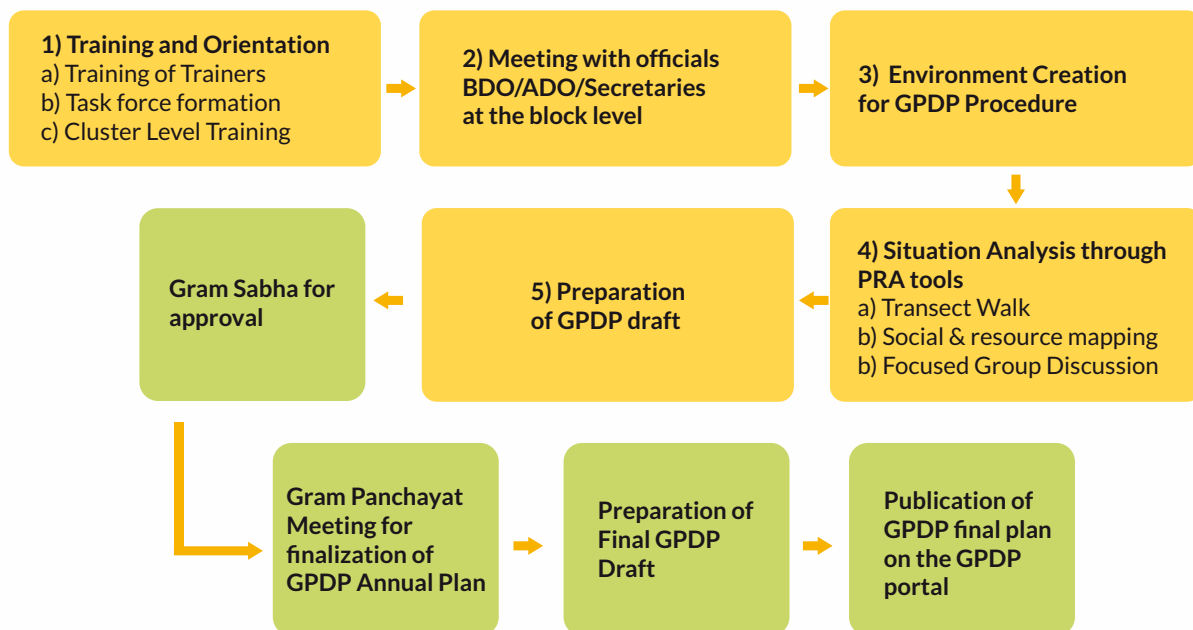 1) Training and Orientation
a) Training of Trainers
b) Task force formation
c) Cluster Level Training
2) Meeting with officials
BDO/ADO/Secretaries
at the block level
3) Environment Creation
for GPDP Procedure
4) Situation Analysis through
PRA tools
a) Transect Walk
b) Social & resource mapping
b) Focused Group Discussion
5) Preparation
of GPDP draft
Gram Sabha for
approval
Gram Panchayat
Meeting for
finalization of
GPDP Annual Plan
Preparation of
Final GPDP
Draft
Publication of
GPDP final plan
on the GPDP
portal